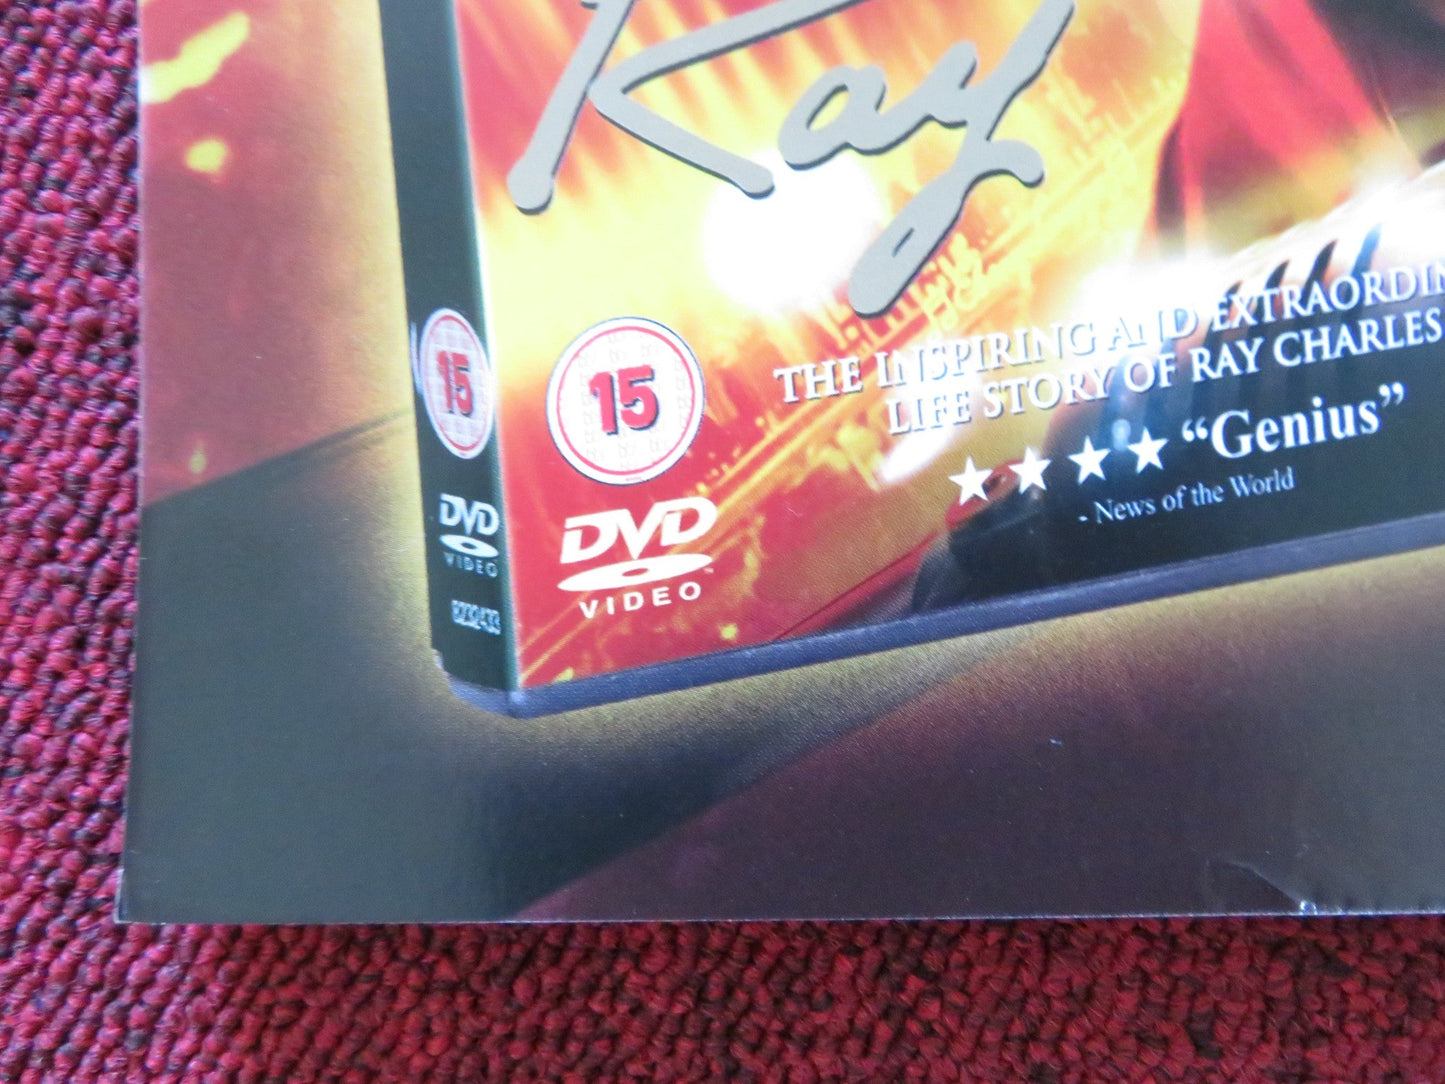 Ray
15
15
THE INSPIRING AND EXTRAORDIN
LIFE STORY OF RAY CHARLES
"Genius"
- News of the World
DVD
VIDEO
DVD
VIDEO